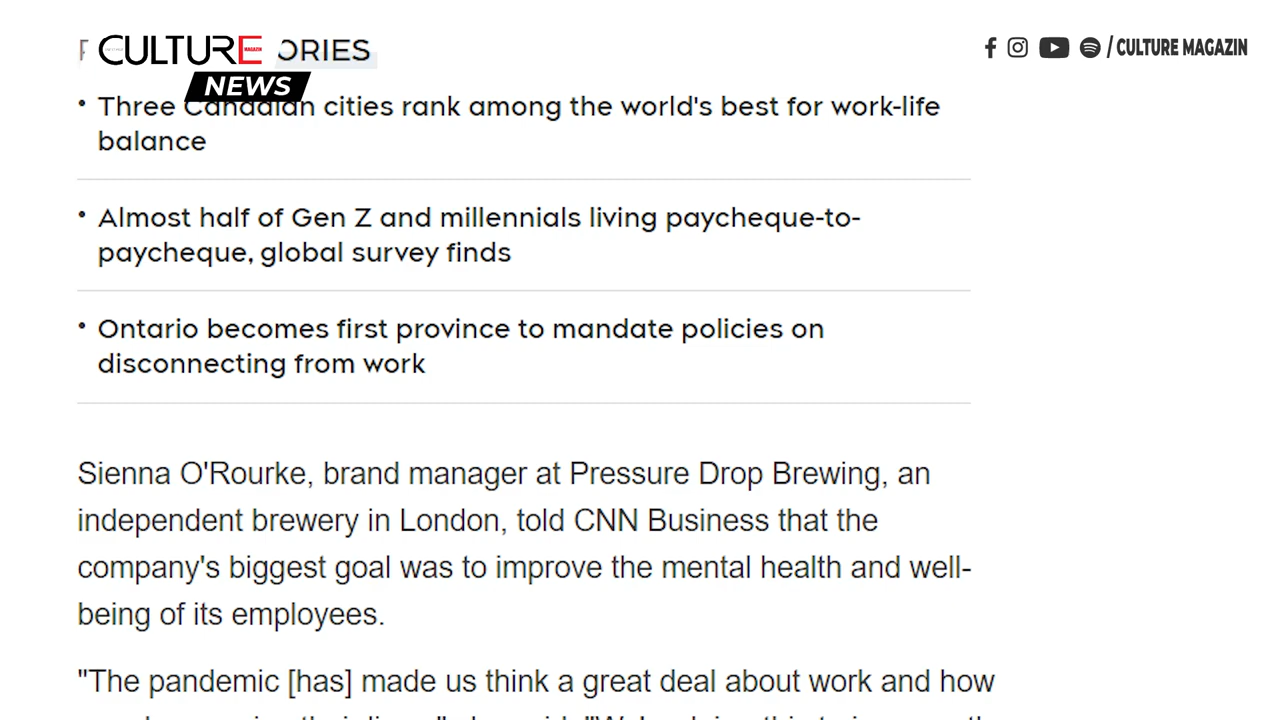 CULTURE MAGAZIN
ORIES
NEWS
/ CULTURE MAGAZIN
• Three Canadian cities rank among the world's best for work-life
balance
• Almost half of Gen Z and millennials living paycheque-to-
paycheque, global survey finds
• Ontario becomes first province to mandate policies on
disconnecting from work
Sienna O'Rourke, brand manager at Pressure Drop Brewing, an
independent brewery in London, told CNN Business that the
company's biggest goal was to improve the mental health and well-
being of its employees.
"The pandemic [has] made us think a great deal about work and how